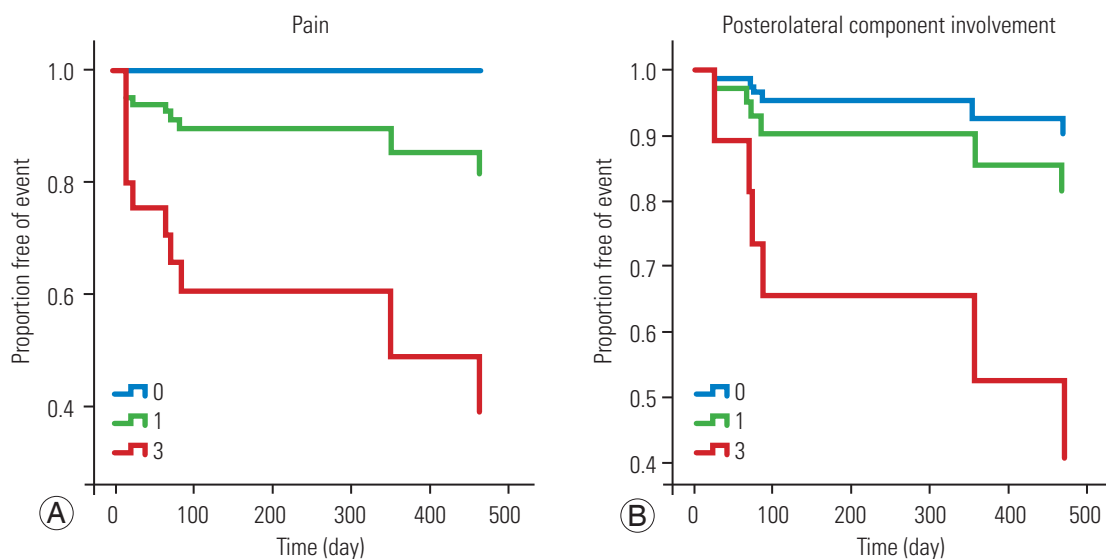 Pain
Proportion free of event
1.0
0.8
0.6
0.4
0
1
3
0 100 200 300 400 500
Time (day)
A
Posterolateral component involvement
Proportion free of event
1.0
0.9
0.8
0.7
0.6
0.5
0.4
0
1
3
0 100 200 300 400 500
Time (day)
B